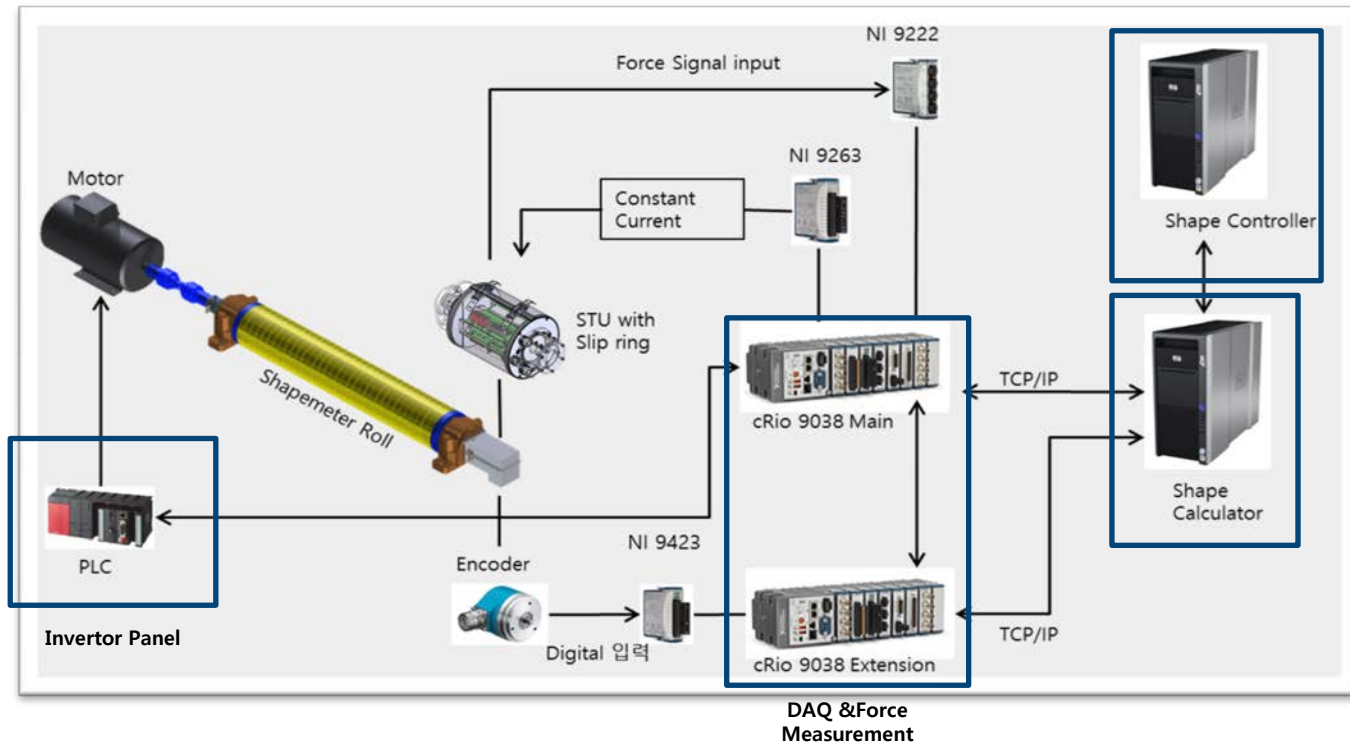 NI 9222
Force Signal input
NI 9263
Motor
Constant
Current
Shape Controller
STU with
Slip ring
Shapemeter Roll
TCP/IP
cRio 9038 Main
Shape
Calculator
NI 9423
PLC
Encoder
Invertor Panel
Digital 입력
cRio 9038 Extension
TCP/IP
DAQ &Force
Measurement